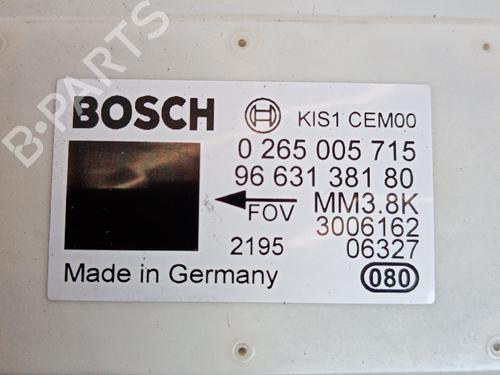 B-PARTS
BOSCH KIS1 CEM00
0 265 005 715
96 631 381 80
FOV MM3.8K
3006162
2195 06327
Made in Germany 080